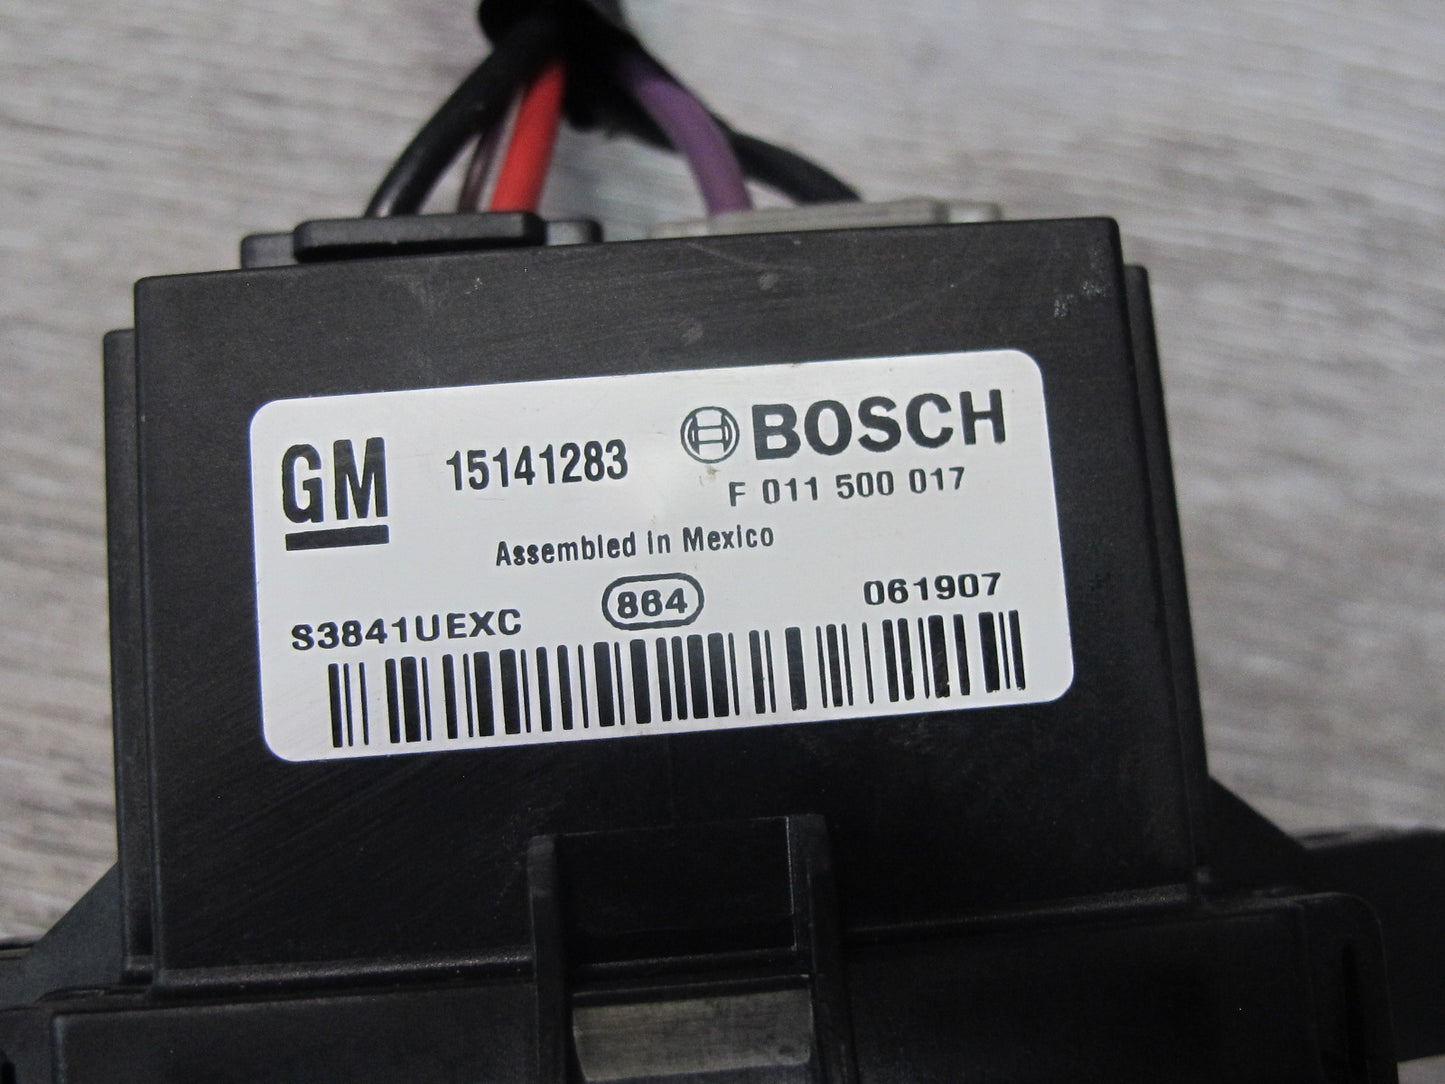 GM 15141283 BOSCH
F 011 500 017
Assembled in Mexico
S3841UEXC 864 061907